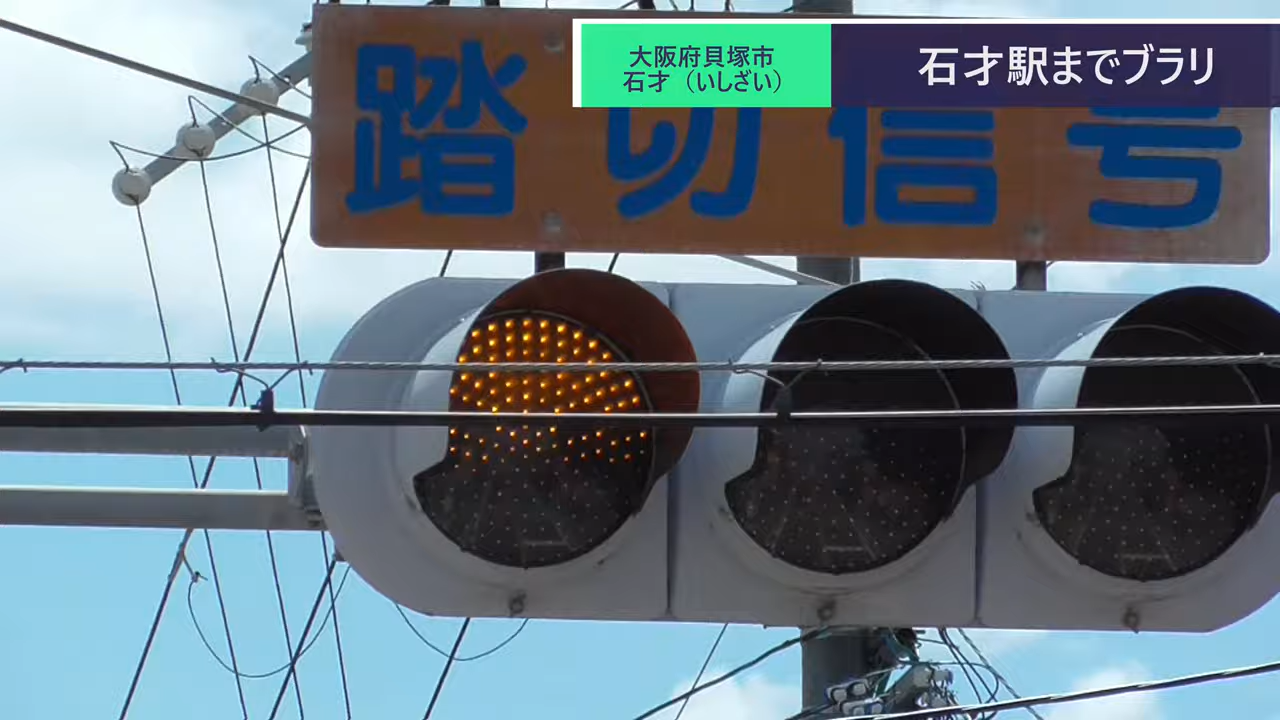 大阪府貝塚市
石才（いしざい）
石才駅までブラリ
踏切信号